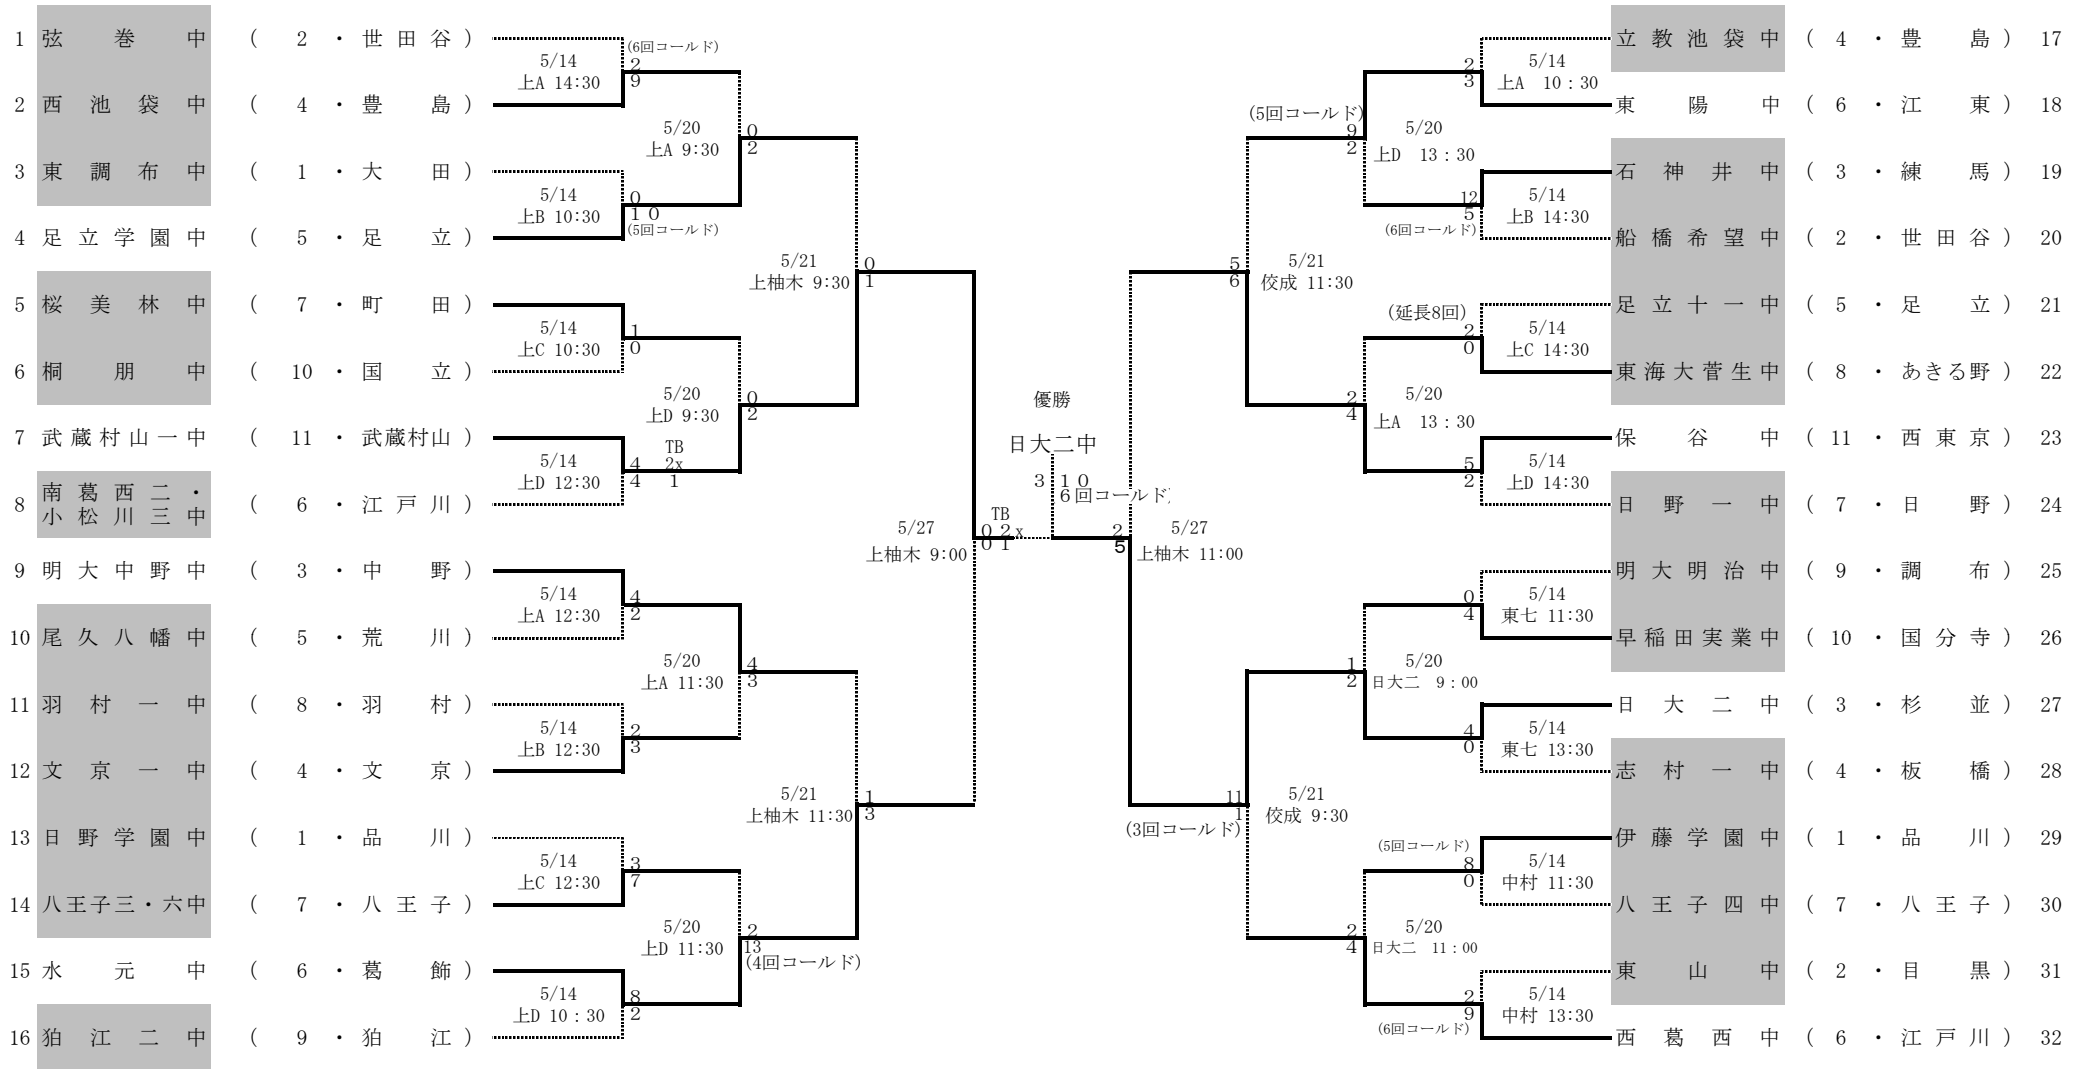 1 弦巻中 ( 2 ・ 世田谷 )
(6回コールド)
5/14
上A 14:30
2
9
2 西池袋中 ( 4 ・ 豊島 )
5/20
上A 9:30
0
2
3 東調布中 ( 1 ・ 大田 )
5/14
上B 10:30
0
10
(5回コールド)
4 足立学園中 ( 5 ・ 足立 )
5/21
上柚木 9:30
0
1
5 桜美林中 ( 7 ・ 町田 )
5/14
上C 10:30
1
0
6 桐朋中 ( 10 ・ 国立 )
5/20
上D 9:30
0
2
7 武蔵村山一中 ( 11 ・ 武蔵村山 )
5/14
上D 12:30
4
4
TB
2x
1
8 南葛西二・
小松川三中 ( 6 ・ 江戸川 )
5/27
上柚木 9:00
TB
0 2x
0 1
9 明大中野中 ( 3 ・ 中野 )
5/14
上A 12:30
4
2
10 尾久八幡中 ( 5 ・ 荒川 )
5/20
上A 11:30
4
3
11 羽村一中 ( 8 ・ 羽村 )
5/14
上B 12:30
2
3
12 文京一中 ( 4 ・ 文京 )
5/21
上柚木 11:30
1
3
13 日野学園中 ( 1 ・ 品川 )
5/14
上C 12:30
3
7
14 八王子三・六中 ( 7 ・ 八王子 )
5/20
上D 11:30
2
13
(4回コールド)
15 水元中 ( 6 ・ 葛飾 )
5/14
上D 10:30
8
2
16 狛江二中 ( 9 ・ 狛江 )
優勝
日大二中
3 10
6回コールド
立教池袋中 ( 4 ・ 豊島 ) 17
5/14
上A 10:30
2
3
東陽中 ( 6 ・ 江東 ) 18
(5回コールド)
5/20
上D 13:30
9
2
石神井中 ( 3 ・ 練馬 ) 19
5/14
上B 14:30
12
5
(6回コールド)
船橋希望中 ( 2 ・ 世田谷 ) 20
5/21
佼成 11:30
5
6
足立十一中 ( 5 ・ 足立 ) 21
(延長8回)
5/14
上C 14:30
2
0
東海大菅生中 ( 8 ・ あきる野 ) 22
5/20
上A 13:30
2
4
保谷中 ( 11 ・ 西東京 ) 23
5/14
上D 14:30
5
2
日野一中 ( 7 ・ 日野 ) 24
5/27
上柚木 11:00
2
5
明大明治中 ( 9 ・ 調布 ) 25
5/14
東七 11:30
0
4
早稲田実業中 ( 10 ・ 国分寺 ) 26
5/20
日大二 9:00
1
2
日大二中 ( 3 ・ 杉並 ) 27
5/14
東七 13:30
4
0
志村一中 ( 4 ・ 板橋 ) 28
5/21
佼成 9:30
11
1
(3回コールド)
伊藤学園中 ( 1 ・ 品川 ) 29
(5回コールド)
5/14
中村 11:30
8
0
八王子四中 ( 7 ・ 八王子 ) 30
5/20
日大二 11:00
2
4
東山中 ( 2 ・ 目黒 ) 31
5/14
中村 13:30
2
9
(6回コールド)
西葛西中 ( 6 ・ 江戸川 ) 32